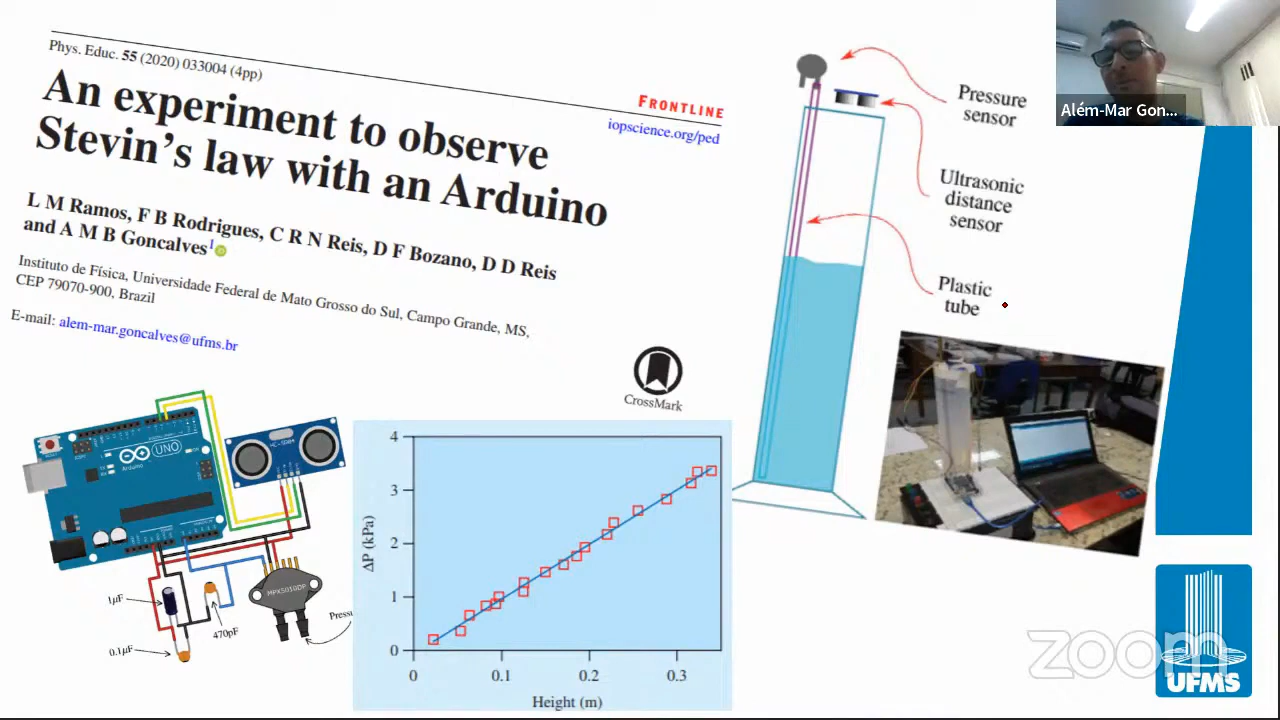 Phys. Educ. 55 (2020) 033004 (4pp)
FRONTLINE
iopscience.org/ped
An experiment to observe
Stevin's law with an Arduino
L M Ramos, F B Rodrigues, C R N Reis, D F Bozano, D D Reis
and A M B Goncalves1
Instituto de Física, Universidade Federal de Mato Grosso do Sul, Campo Grande, MS,
CEP 79070-900, Brazil
E-mail: alem-mar.goncalves@ufms.br
CrossMark
Pressure
sensor
Ultrasonic
distance
sensor
Plastic
tube
Além-Mar Gon...
UNO
Arduino
HC-SR04
MPX5010DP
1μF
470pF
0.1μF
Pressu
4
3
2
1
0
ΔP (kPa)
0
0.1
0.2
0.3
Height (m)
zoom
UFMS